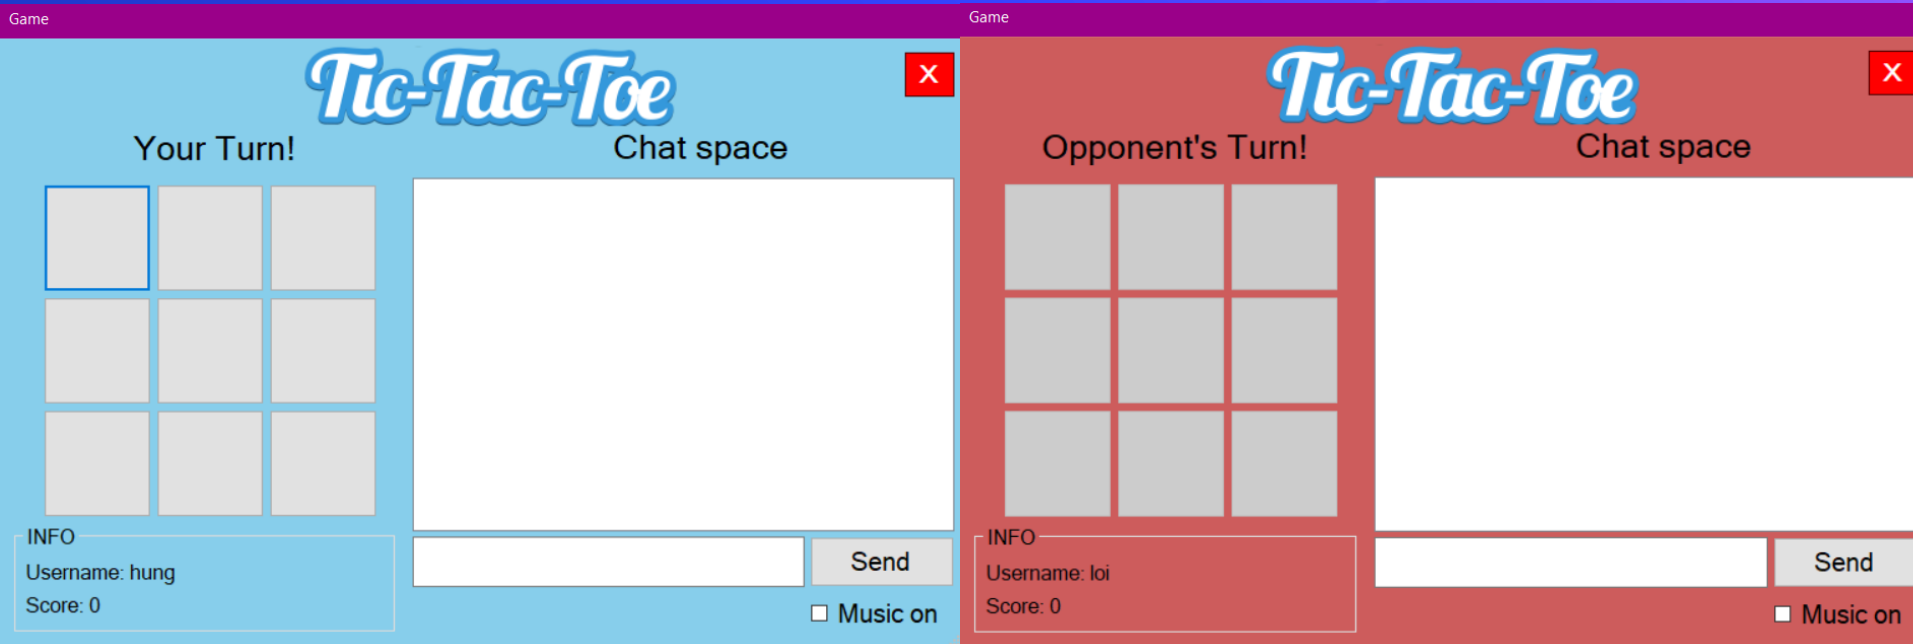 Game
Tic-Tac-Toe
X
Your Turn!
Chat space
INFO
Username: hung
Score: 0
Send
Music on
Game
Tic-Tac-Toe
X
Opponent's Turn!
Chat space
INFO
Username: loi
Score: 0
Send
Music on